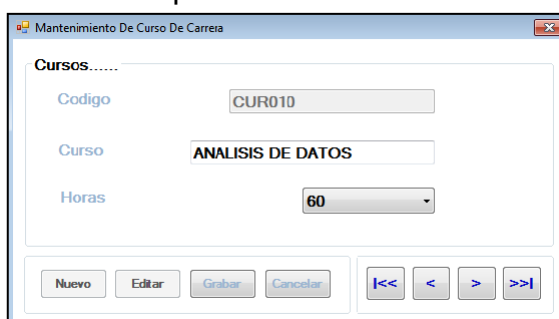 Mantenimiento De Curso De Carrera
Cursos......
Codigo CUR010
Curso ANALISIS DE DATOS
Horas 60
Nuevo Editar Grabar Cancelar |<< < > >>|